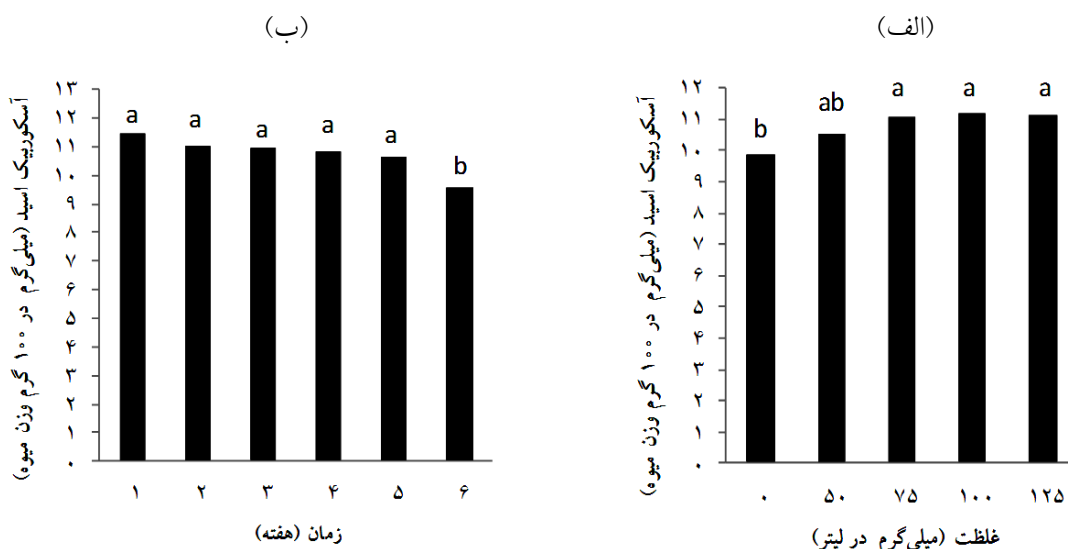 (الف)
آسکوربیک اسید (میلی‌گرم در ۱۰۰ گرم وزن میوه)
۱۲
۱۱
۱۰
۹
۸
۷
۶
۵
۴
۳
۲
۱
۰
b
ab
a
a
a
۰ ۵۰ ۷۵ ۱۰۰ ۱۲۵
غلظت (میلی‌گرم در لیتر)
(ب)
آسکوربیک اسید (میلی‌گرم در ۱۰۰ گرم وزن میوه)
۱۳
۱۲
۱۱
۱۰
۹
۸
۷
۶
۵
۴
۳
۲
۱
۰
a
a
a
a
a
b
۱ ۲ ۳ ۴ ۵ ۶
زمان (هفته)